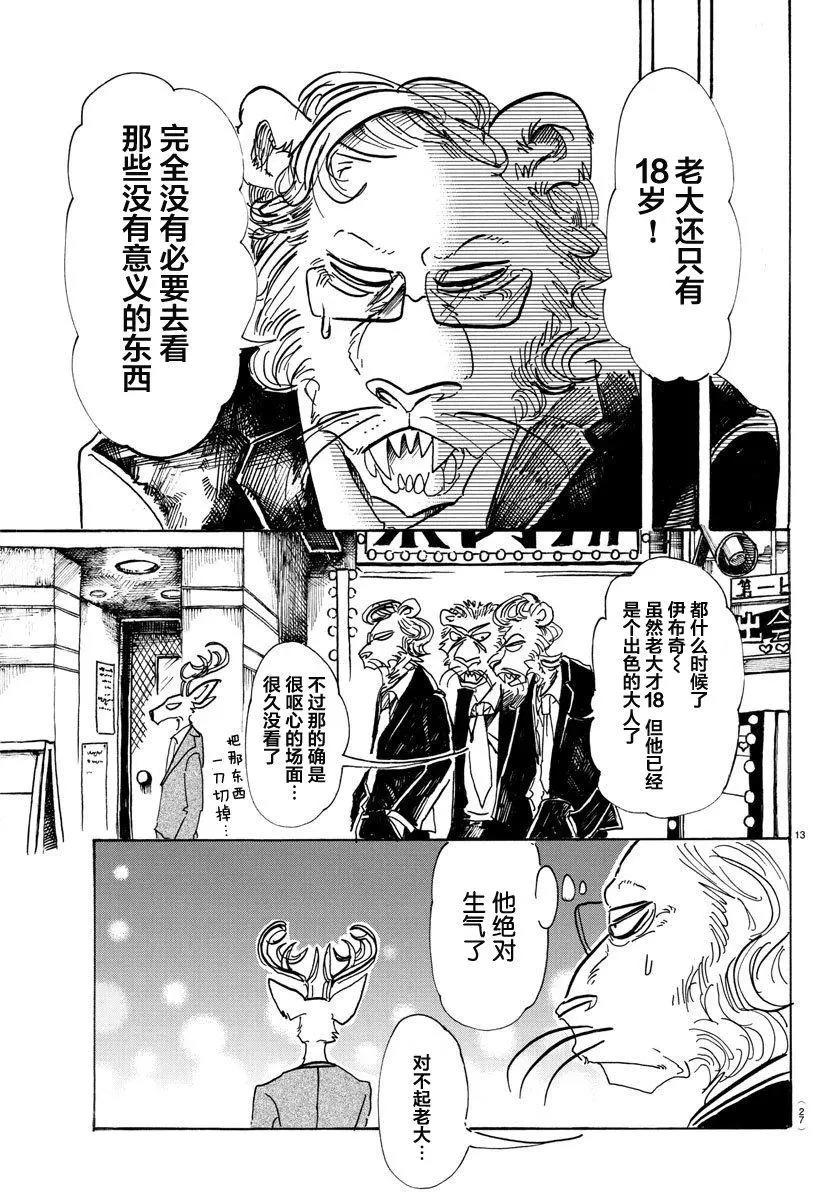 老大还只有
18岁！
完全没有必要去看
那些没有意义的东西
第一
都什么时候了
伊布奇～
虽然老大才18 但他已经
是个出色的大人了
不过那的确是
很呕心的场面…
很久没看了
把那东西
一刀切掉…
13
他绝对
生气了
对不起老大…
（27）